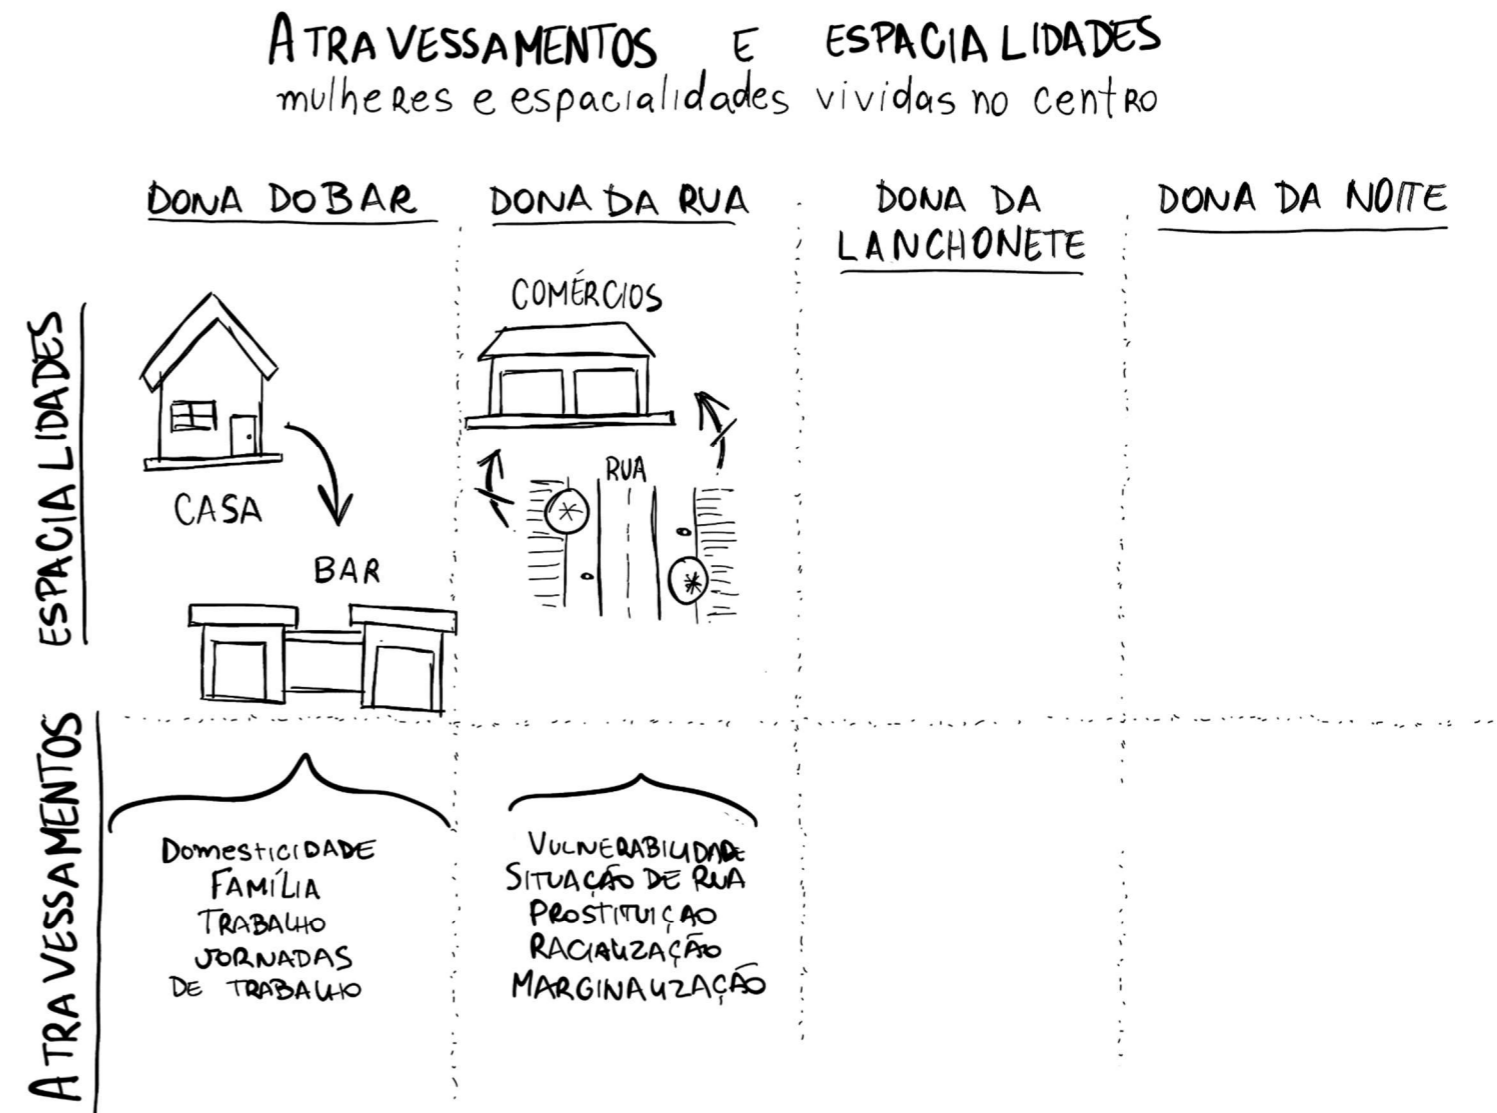 ATRAVESSAMENTOS E ESPACIALIDADES
mulheres e espacialidades vividas no centro
DONA DO BAR
DONA DA RUA
DONA DA
LANCHONETE
DONA DA NOITE
ESPACIALIDADES
CASA
BAR
COMÉRCIOS
RUA
ATRAVESSAMENTOS
DOMESTICIDADE
FAMÍLIA
TRABALHO
JORNADAS
DE TRABALHO
VULNERABILIDADE
SITUAÇÃO DE RUA
PROSTITUIÇAO
RACIALIZAÇÃO
MARGINALIZAÇÃO